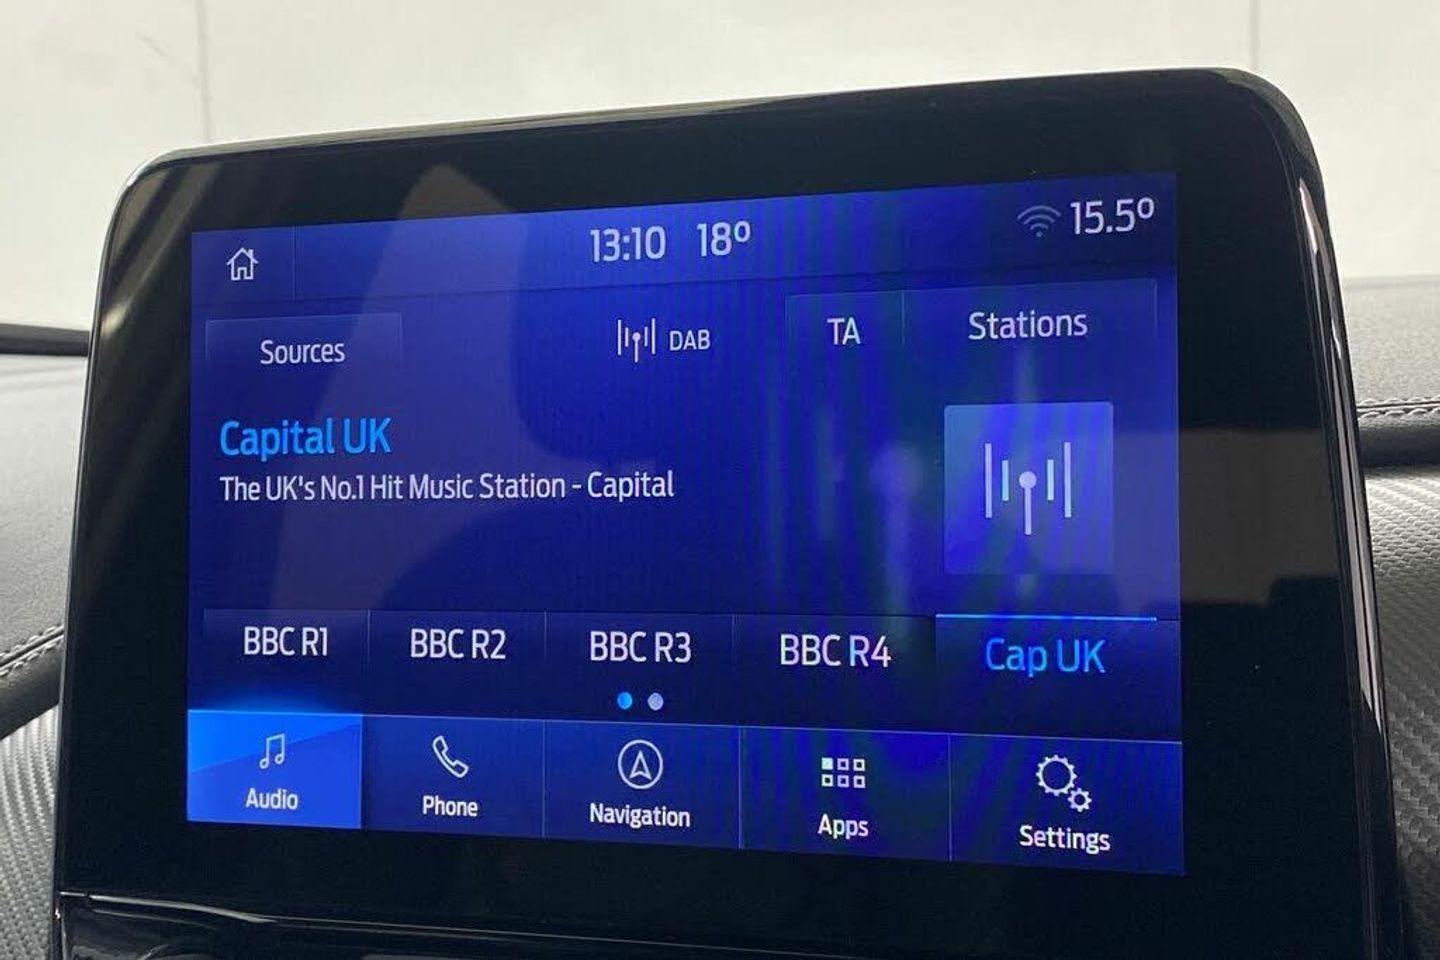 13:10 18° 15.5°
Sources DAB TA Stations
Capital UK
The UK's No.1 Hit Music Station - Capital
BBC R1 BBC R2 BBC R3 BBC R4 Cap UK
Audio Phone Navigation Apps Settings